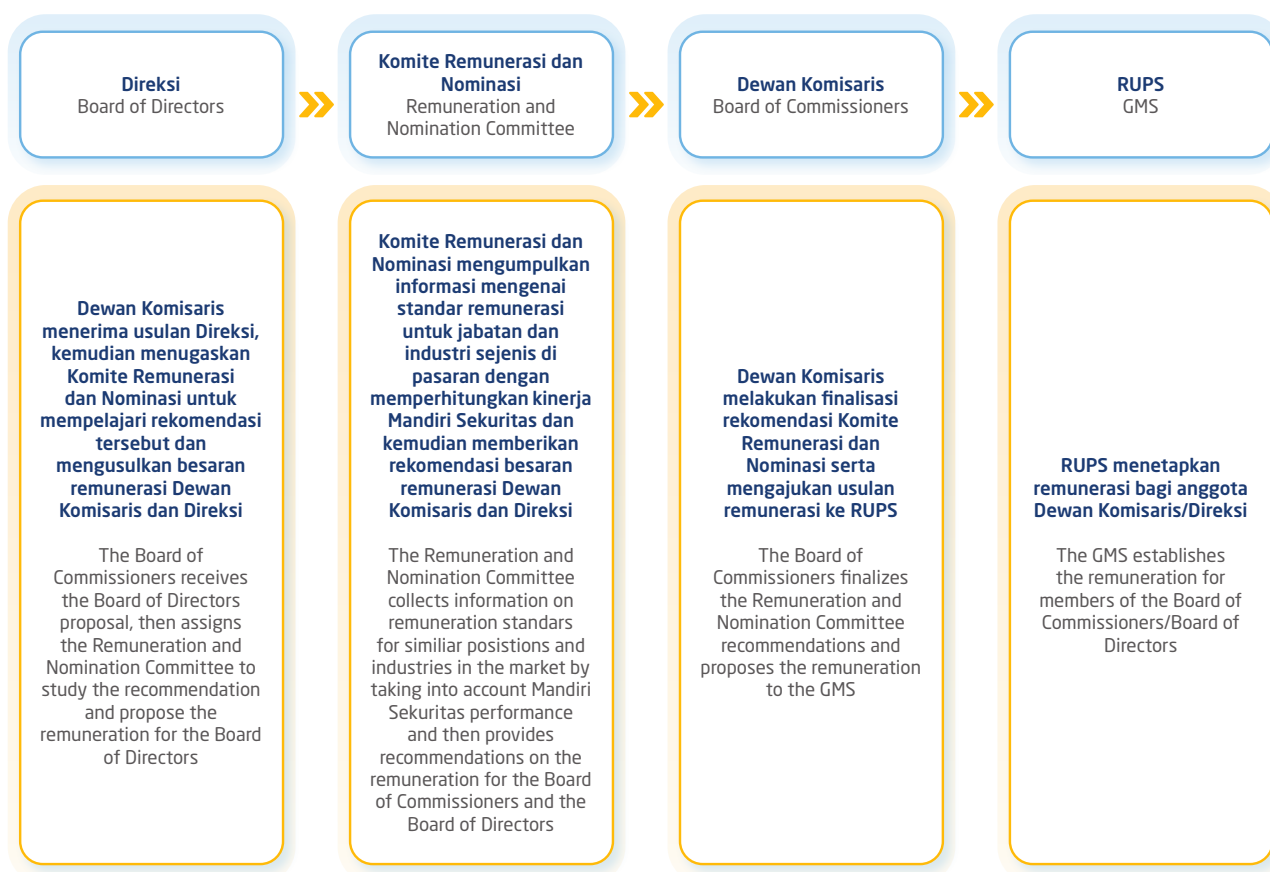 Direksi
Board of Directors
Komite Remunerasi dan
Nominasi
Remuneration and
Nomination Committee
Dewan Komisaris
Board of Commissioners
RUPS
GMS
Dewan Komisaris
menerima usulan Direksi,
kemudian menugaskan
Komite Remunerasi
dan Nominasi untuk
mempelajari rekomendasi
tersebut dan
mengusulkan besaran
remunerasi Dewan
Komisaris dan Direksi
The Board of
Commissioners receives
the Board of Directors
proposal, then assigns
the Remuneration and
Nomination Committee to
study the recommendation
and propose the
remuneration for the Board
of Directors
Komite Remunerasi dan
Nominasi mengumpulkan
informasi mengenai
standar remunerasi
untuk jabatan dan
industri sejenis di
pasaran dengan
memperhitungkan kinerja
Mandiri Sekuritas dan
kemudian memberikan
rekomendasi besaran
remunerasi Dewan
Komisaris dan Direksi
The Remuneration and
Nomination Committee
collects information on
remuneration standars
for similiar posistions and
industries in the market by
taking into account Mandiri
Sekuritas performance
and then provides
recommendations on the
remuneration for the Board
of Commissioners and the
Board of Directors
Dewan Komisaris
melakukan finalisasi
rekomendasi Komite
Remunerasi dan
Nominasi serta
mengajukan usulan
remunerasi ke RUPS
The Board of
Commissioners finalizes
the Remuneration and
Nomination Committee
recommendations and
proposes the remuneration
to the GMS
RUPS menetapkan
remunerasi bagi anggota
Dewan Komisaris/Direksi
The GMS establishes
the remuneration for
members of the Board of
Commissioners/Board of
Directors